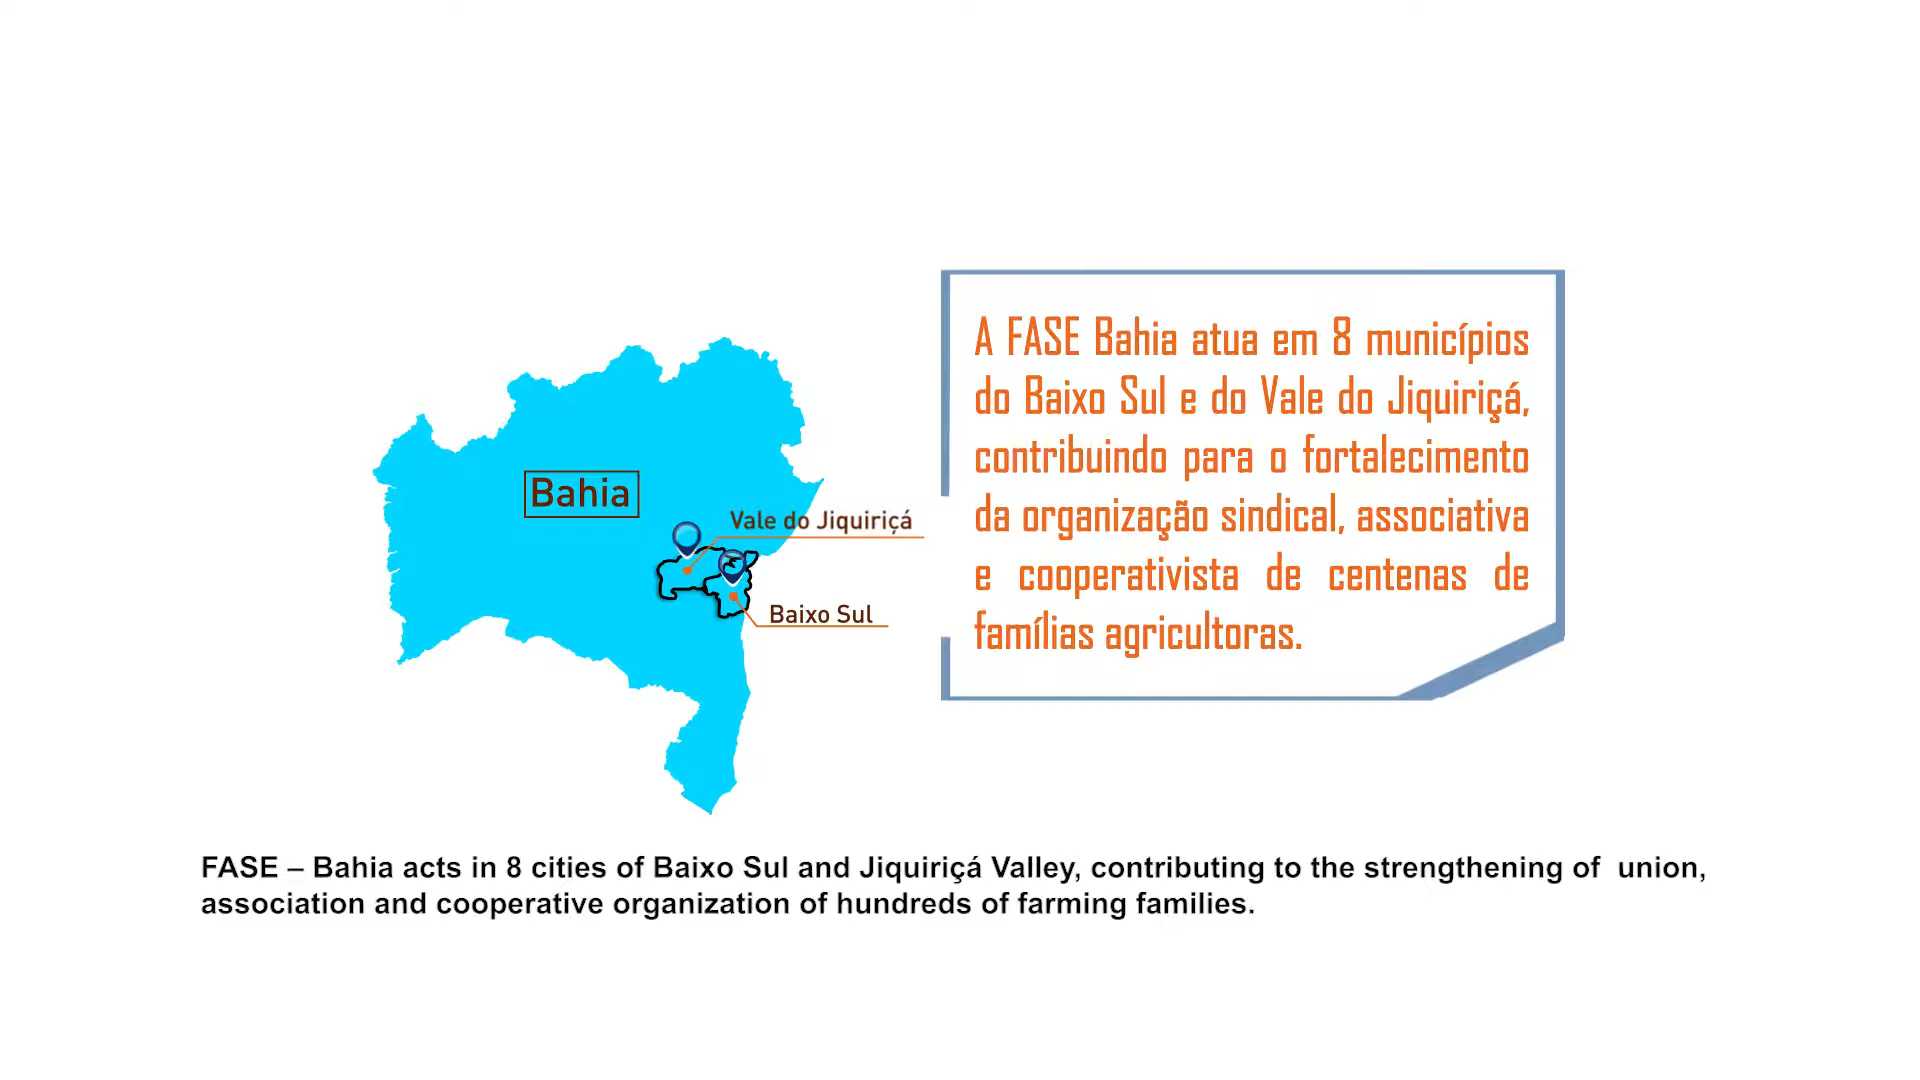 Bahia
Vale do Jiquiriçá
Baixo Sul
A FASE Bahia atua em 8 municípios
do Baixo Sul e do Vale do Jiquiriçá,
contribuindo para o fortalecimento
da organização sindical, associativa
e cooperativista de centenas de
famílias agricultoras.
FASE – Bahia acts in 8 cities of Baixo Sul and Jiquiriçá Valley, contributing to the strengthening of  union,
association and cooperative organization of hundreds of farming families.